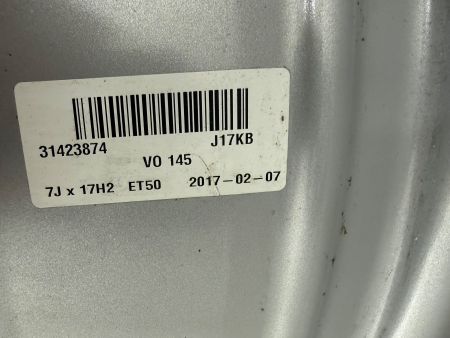 31423874 J17KB
VO 145
7J x 17H2 ET50 2017-02-07